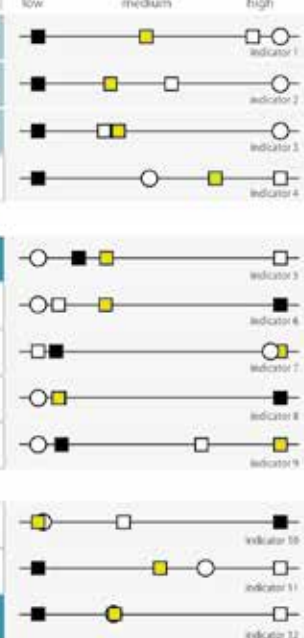 low medium high
indicator 1
indicator 2
indicator 3
indicator 4
indicator 5
indicator 6
indicator 7
indicator 8
indicator 9
indicator 10
indicator 11
indicator 12